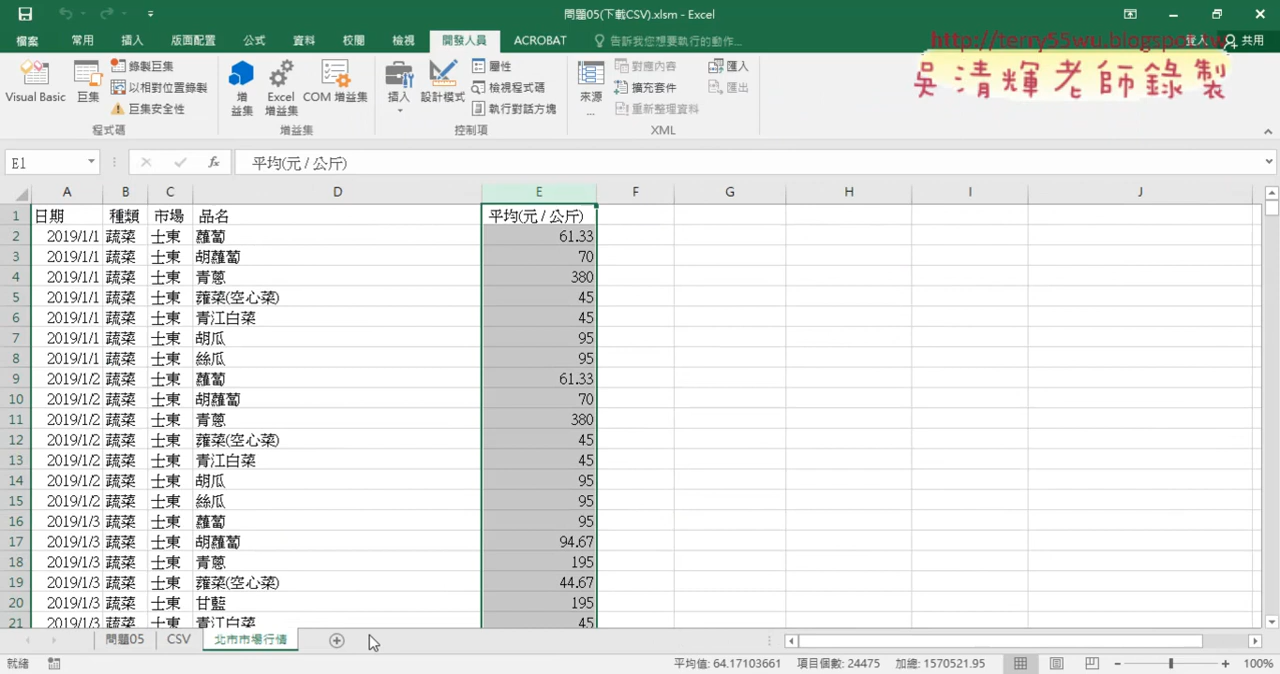 問題05(下載CSV).xlsm - Excel
檔案 常用 插入 版面配置 公式 資料 校閱 檢視 開發人員 ACROBAT 告訴我您想要執行的動作... 登入 共用
http://terry55wu.blogspot.tw
吳清輝老師錄製
Visual Basic 巨集 錄製巨集 以相對位置錄製 巨集安全性 程式碼
增益集 Excel 增益集 COM 增益集 增益集
插入 設計模式 屬性 檢視程式碼 執行對話方塊 控制項
來源... 對應內容 擴充套件 重新整理資料 匯入 匯出 XML
E1 fx 平均(元 / 公斤)
A B C D E F G H I J
1 日期 種類 市場 品名 平均(元 / 公斤)
2 2019/1/1 蔬菜 士東 蘿蔔 61.33
3 2019/1/1 蔬菜 士東 胡蘿蔔 70
4 2019/1/1 蔬菜 士東 青蔥 380
5 2019/1/1 蔬菜 士東 蕹菜(空心菜) 45
6 2019/1/1 蔬菜 士東 青江白菜 45
7 2019/1/1 蔬菜 士東 胡瓜 95
8 2019/1/1 蔬菜 士東 絲瓜 95
9 2019/1/2 蔬菜 士東 蘿蔔 61.33
10 2019/1/2 蔬菜 士東 胡蘿蔔 70
11 2019/1/2 蔬菜 士東 青蔥 380
12 2019/1/2 蔬菜 士東 蕹菜(空心菜) 45
13 2019/1/2 蔬菜 士東 青江白菜 45
14 2019/1/2 蔬菜 士東 胡瓜 95
15 2019/1/2 蔬菜 士東 絲瓜 95
16 2019/1/3 蔬菜 士東 蘿蔔 95
17 2019/1/3 蔬菜 士東 胡蘿蔔 94.67
18 2019/1/3 蔬菜 士東 青蔥 195
19 2019/1/3 蔬菜 士東 蕹菜(空心菜) 44.67
20 2019/1/3 蔬菜 士東 甘藍 195
21 2019/1/3 蔬菜 士東 青江白菜 45
問題05 CSV 北市市場行情
就緒 平均值: 64.17103661 項目個數: 24475 加總: 1570521.95 100%